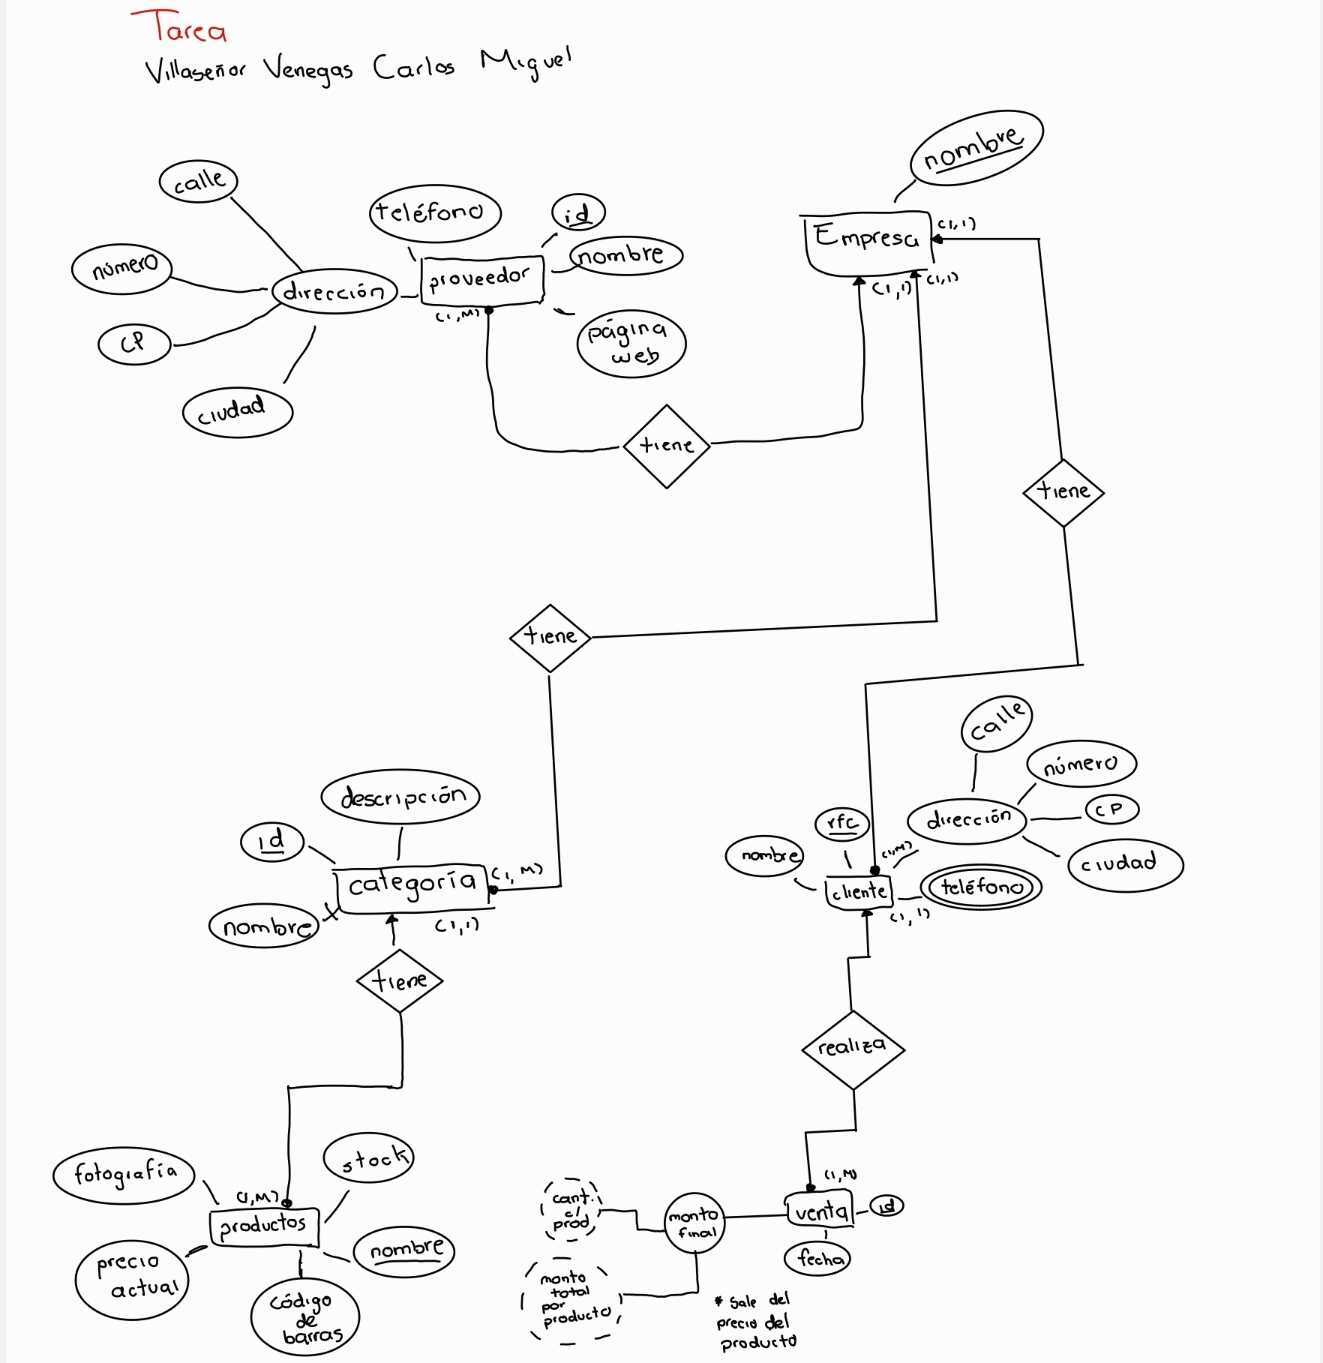 Tarea
Villaseñor Venegas Carlos Miguel
nombre
calle
teléfono
id
número
dirección
proveedor
nombre
Empresa
(1,1)
(1,1)
(1,1)
(1,M)
CP
página
web
ciudad
tiene
tiene
tiene
calle
descripción
número
rfc
dirección
CP
id
nombre
(1,M)
ciudad
categoría
(1,M)
cliente
teléfono
nombre
(1,1)
(1,1)
tiene
realiza
fotografía
stock
(1,M)
productos
nombre
precio
actual
código
de
barras
(1,M)
cant.
c/
prod
monto
final
venta
id
fecha
monto
total
por
producto
* Sale del
precio del
producto